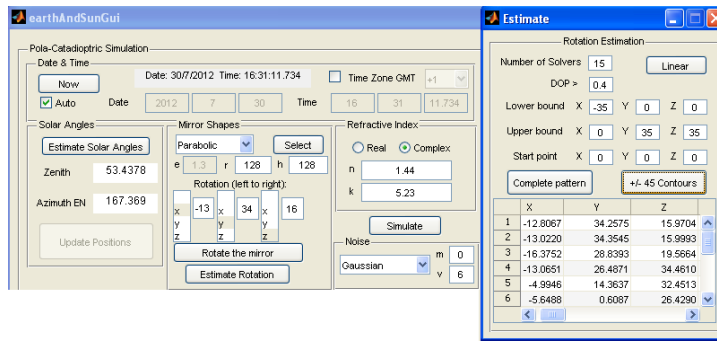 earthAndSunGui
Pola-Catadioptric Simulation
Date & Time
Now
Date: 30/7/2012 Time: 16:31:11.734
Time Zone GMT +1
Auto Date 2012 7 30 Time 16 31 11.734
Solar Angles
Estimate Solar Angles
Zenith 53.4378
Azimuth EN 167.369
Update Positions
Mirror Shapes
Parabolic Select
e 1.3 r 128 h 128
Rotation (left to right):
x y z -13 x y z 34 x y z 16
Rotate the mirror
Estimate Rotation
Refractive Index
Real Complex
n 1.44
k 5.23
Simulate
Noise
Gaussian m 0
v 6
Estimate
Rotation Estimation
Number of Solvers 15 Linear
DOP > 0.4
Lower bound X -35 Y 0 Z 0
Upper bound X 0 Y 35 Z 35
Start point X 0 Y 0 Z 0
Complete pattern +/- 45 Contours
X Y Z
1 -12.8067 34.2575 15.9704
2 -13.0220 34.3545 15.9993
3 -16.3752 28.8393 19.5664
4 -13.0651 26.4871 34.4610
5 -4.9946 14.3637 32.4513
6 -5.6488 0.6087 26.4290